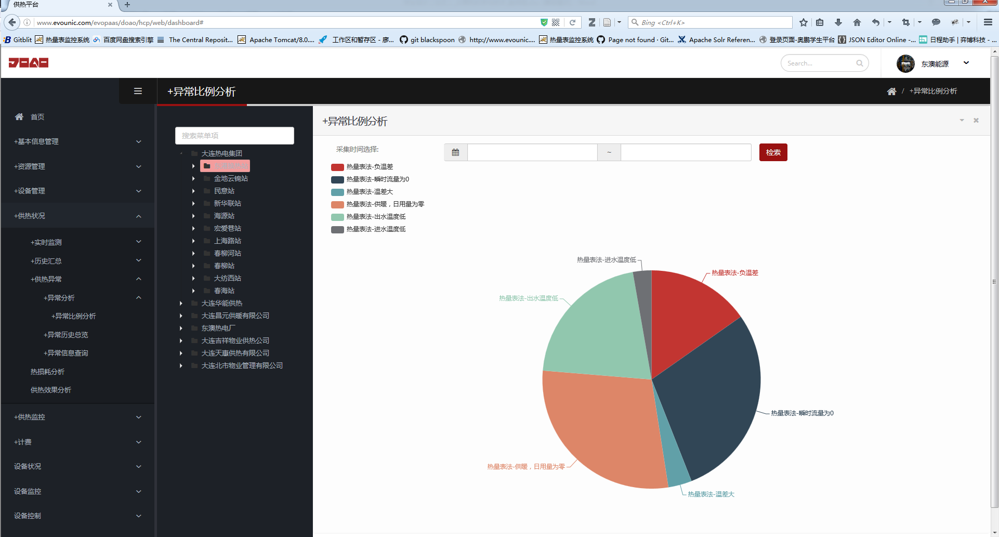 供热平台
www.evounic.com/evopaas/doao/hcp/web/dashboard#
Bing <Ctrl+K>
Gitblit
热量表监控系统
百度网盘搜索引擎
The Central Reposit...
Apache Tomcat/8.0....
工作区和暂存区 - 廖...
git blackspoon
http://www.evounic....
热量表监控系统
Page not found · Git...
Apache Solr Referen...
登录页面-奥鹏学生平台
JSON Editor Online -...
日程助手 | 弈博科技 - ...
DOAO
Search...
东澳能源
+异常比例分析
/ +异常比例分析
首页
+基本信息管理
+资源管理
+设备管理
+供热状况
+实时监测
+历史汇总
+供热异常
+异常分析
+异常比例分析
+异常历史总览
+异常信息查询
热损耗分析
供热效果分析
+供热监控
+计费
设备状况
设备监控
设备控制
搜索菜单项
大连热电集团
金地云锦站
民意站
新华联站
海源站
宏爱巷站
上海路站
春柳河站
春柳站
大纺西站
春海站
大连华能供热
大连昌元供暖有限公司
东澳热电厂
大连吉祥物业供热公司
大连天惠供热有限公司
大连北市物业管理有限公司
+异常比例分析
采集时间选择:
~
检索
热量表法-负温差
热量表法-瞬时流量为0
热量表法-温差大
热量表法-供暖，日用量为零
热量表法-出水温度低
热量表法-进水温度低
热量表法-进水温度低
热量表法-负温差
热量表法-出水温度低
热量表法-瞬时流量为0
热量表法-供暖，日用量为零
热量表法-温差大